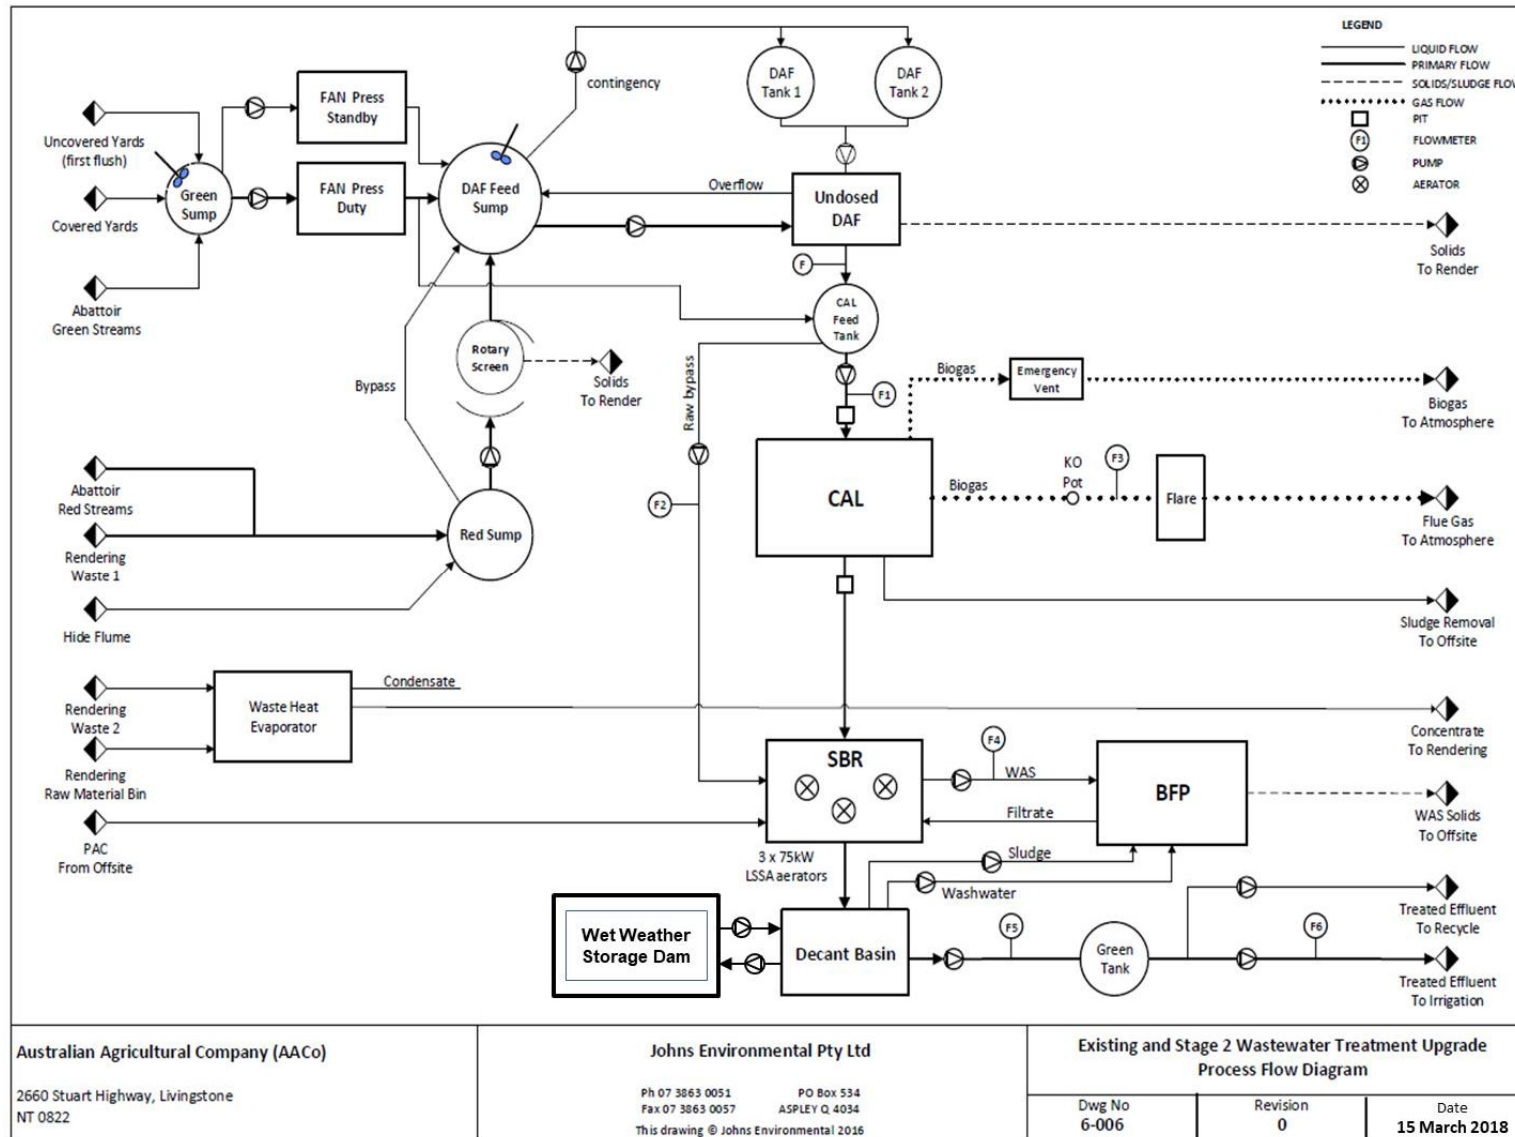 LEGEND
LIQUID FLOW
PRIMARY FLOW
SOLIDS/SLUDGE FLOW
GAS FLOW
PIT
F1
FLOWMETER
PUMP
AERATOR
DAF
Tank 1
DAF
Tank 2
contingency
FAN Press
Standby
Uncovered Yards
(first flush)
Green
Sump
FAN Press
Duty
DAF Feed
Sump
Overflow
Undosed
DAF
Covered Yards
Solids
To Render
F
Abattoir
Green Streams
CAL
Feed
Tank
Rotary
Screen
Solids
To Render
Bypass
Raw bypass
F1
Biogas
Emergency
Vent
Biogas
To Atmosphere
CAL
Biogas
KO
Pot
F3
Flare
Flue Gas
To Atmosphere
Abattoir
Red Streams
Rendering
Waste 1
Red Sump
F2
Hide Flume
Sludge Removal
To Offsite
Rendering
Waste 2
Waste Heat
Evaporator
Condensate
Concentrate
To Rendering
Rendering
Raw Material Bin
SBR
F4
WAS
BFP
Filtrate
WAS Solids
To Offsite
PAC
From Offsite
3 x 75kW
LSSA aerators
Sludge
Washwater
Wet Weather
Storage Dam
Decant Basin
F5
Green
Tank
F6
Treated Effluent
To Recycle
Treated Effluent
To Irrigation
Australian Agricultural Company (AACo)
2660 Stuart Highway, Livingstone
NT 0822
Johns Environmental Pty Ltd
Ph 07 3863 0051 PO Box 534
Fax 07 3863 0057 ASPLEY Q 4034
This drawing © Johns Environmental 2016
Existing and Stage 2 Wastewater Treatment Upgrade
Process Flow Diagram
Dwg No
6-006
Revision
0
Date
15 March 2018